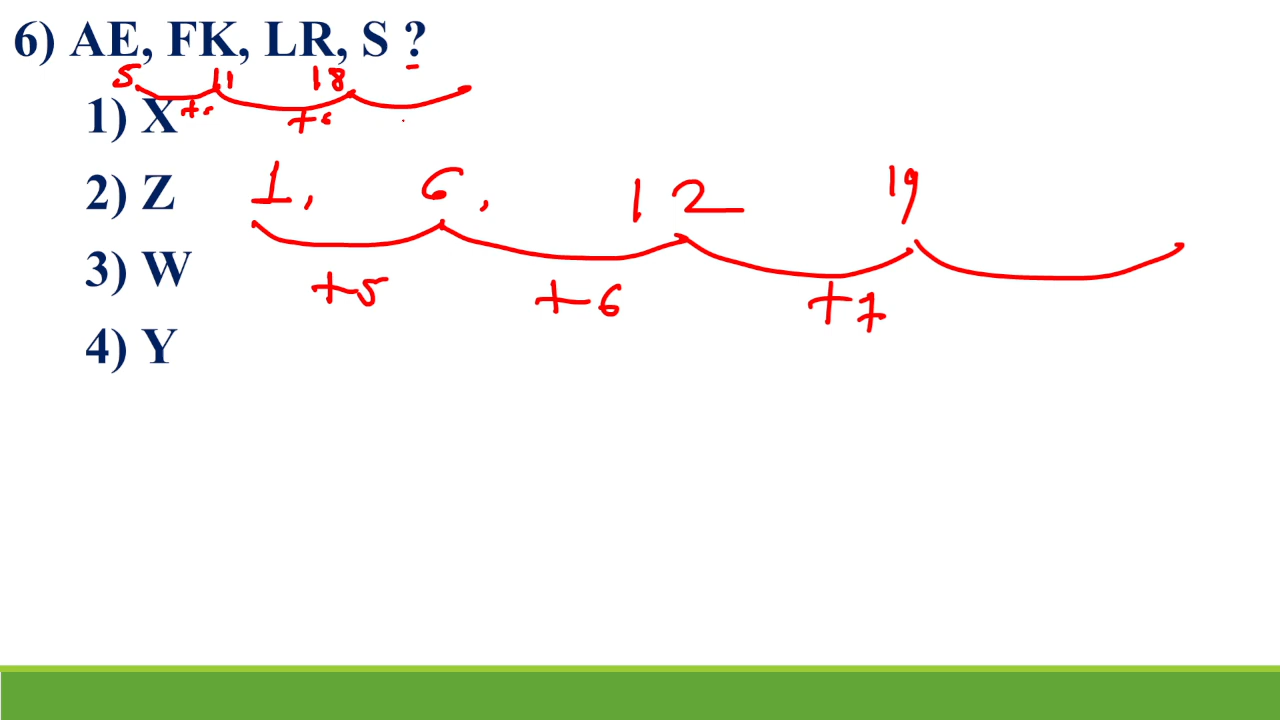 6) AE, FK, LR, S ?
5 11 18
1) X
+6
2) Z 1, 6, 12 19
3) W +5 +6 +7
4) Y